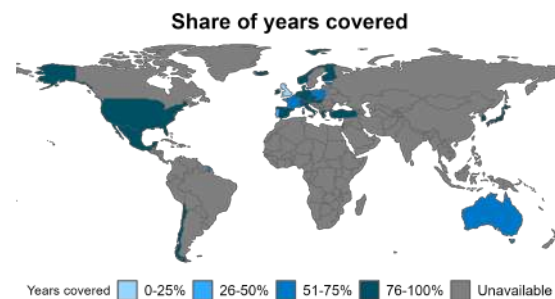 Share of years covered
Years covered 0-25% 26-50% 51-75% 76-100% Unavailable